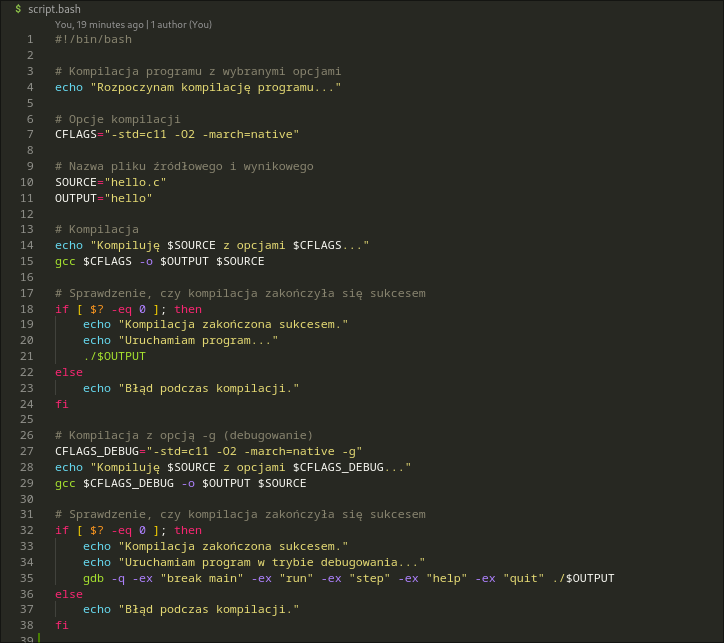 $ script.bash
You, 19 minutes ago | 1 author (You)
1 #!/bin/bash
2
3 # Kompilacja programu z wybranymi opcjami
4 echo "Rozpoczynam kompilację programu..."
5
6 # Opcje kompilacji
7 CFLAGS="-std=c11 -O2 -march=native"
8
9 # Nazwa pliku źródłowego i wynikowego
10 SOURCE="hello.c"
11 OUTPUT="hello"
12
13 # Kompilacja
14 echo "Kompiluję $SOURCE z opcjami $CFLAGS..."
15 gcc $CFLAGS -o $OUTPUT $SOURCE
16
17 # Sprawdzenie, czy kompilacja zakończyła się sukcesem
18 if [ $? -eq 0 ]; then
19     echo "Kompilacja zakończona sukcesem."
20     echo "Uruchamiam program..."
21     ./$OUTPUT
22 else
23     echo "Błąd podczas kompilacji."
24 fi
25
26 # Kompilacja z opcją -g (debugowanie)
27 CFLAGS_DEBUG="-std=c11 -O2 -march=native -g"
28 echo "Kompiluję $SOURCE z opcjami $CFLAGS_DEBUG..."
29 gcc $CFLAGS_DEBUG -o $OUTPUT $SOURCE
30
31 # Sprawdzenie, czy kompilacja zakończyła się sukcesem
32 if [ $? -eq 0 ]; then
33     echo "Kompilacja zakończona sukcesem."
34     echo "Uruchamiam program w trybie debugowania..."
35     gdb -q -ex "break main" -ex "run" -ex "step" -ex "help" -ex "quit" ./$OUTPUT
36 else
37     echo "Błąd podczas kompilacji."
38 fi
39